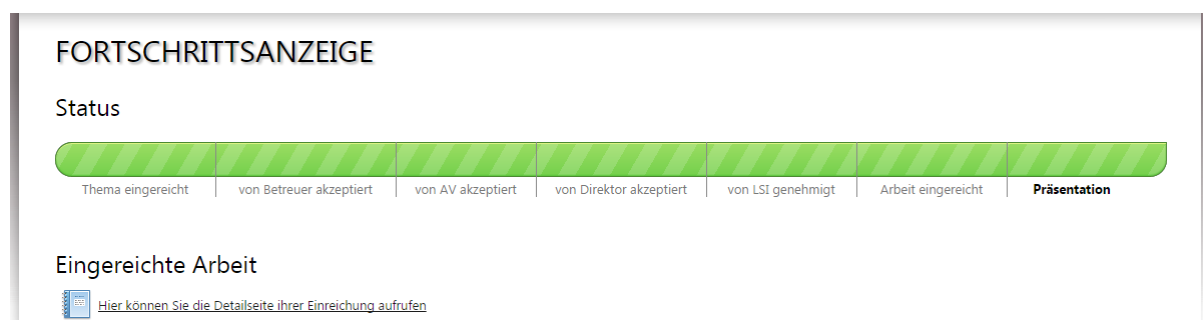 FORTSCHRITTSANZEIGE
Status
Thema eingereicht von Betreuer akzeptiert von AV akzeptiert von Direktor akzeptiert von LSI genehmigt Arbeit eingereicht Präsentation
Eingereichte Arbeit
Hier können Sie die Detailseite ihrer Einreichung aufrufen